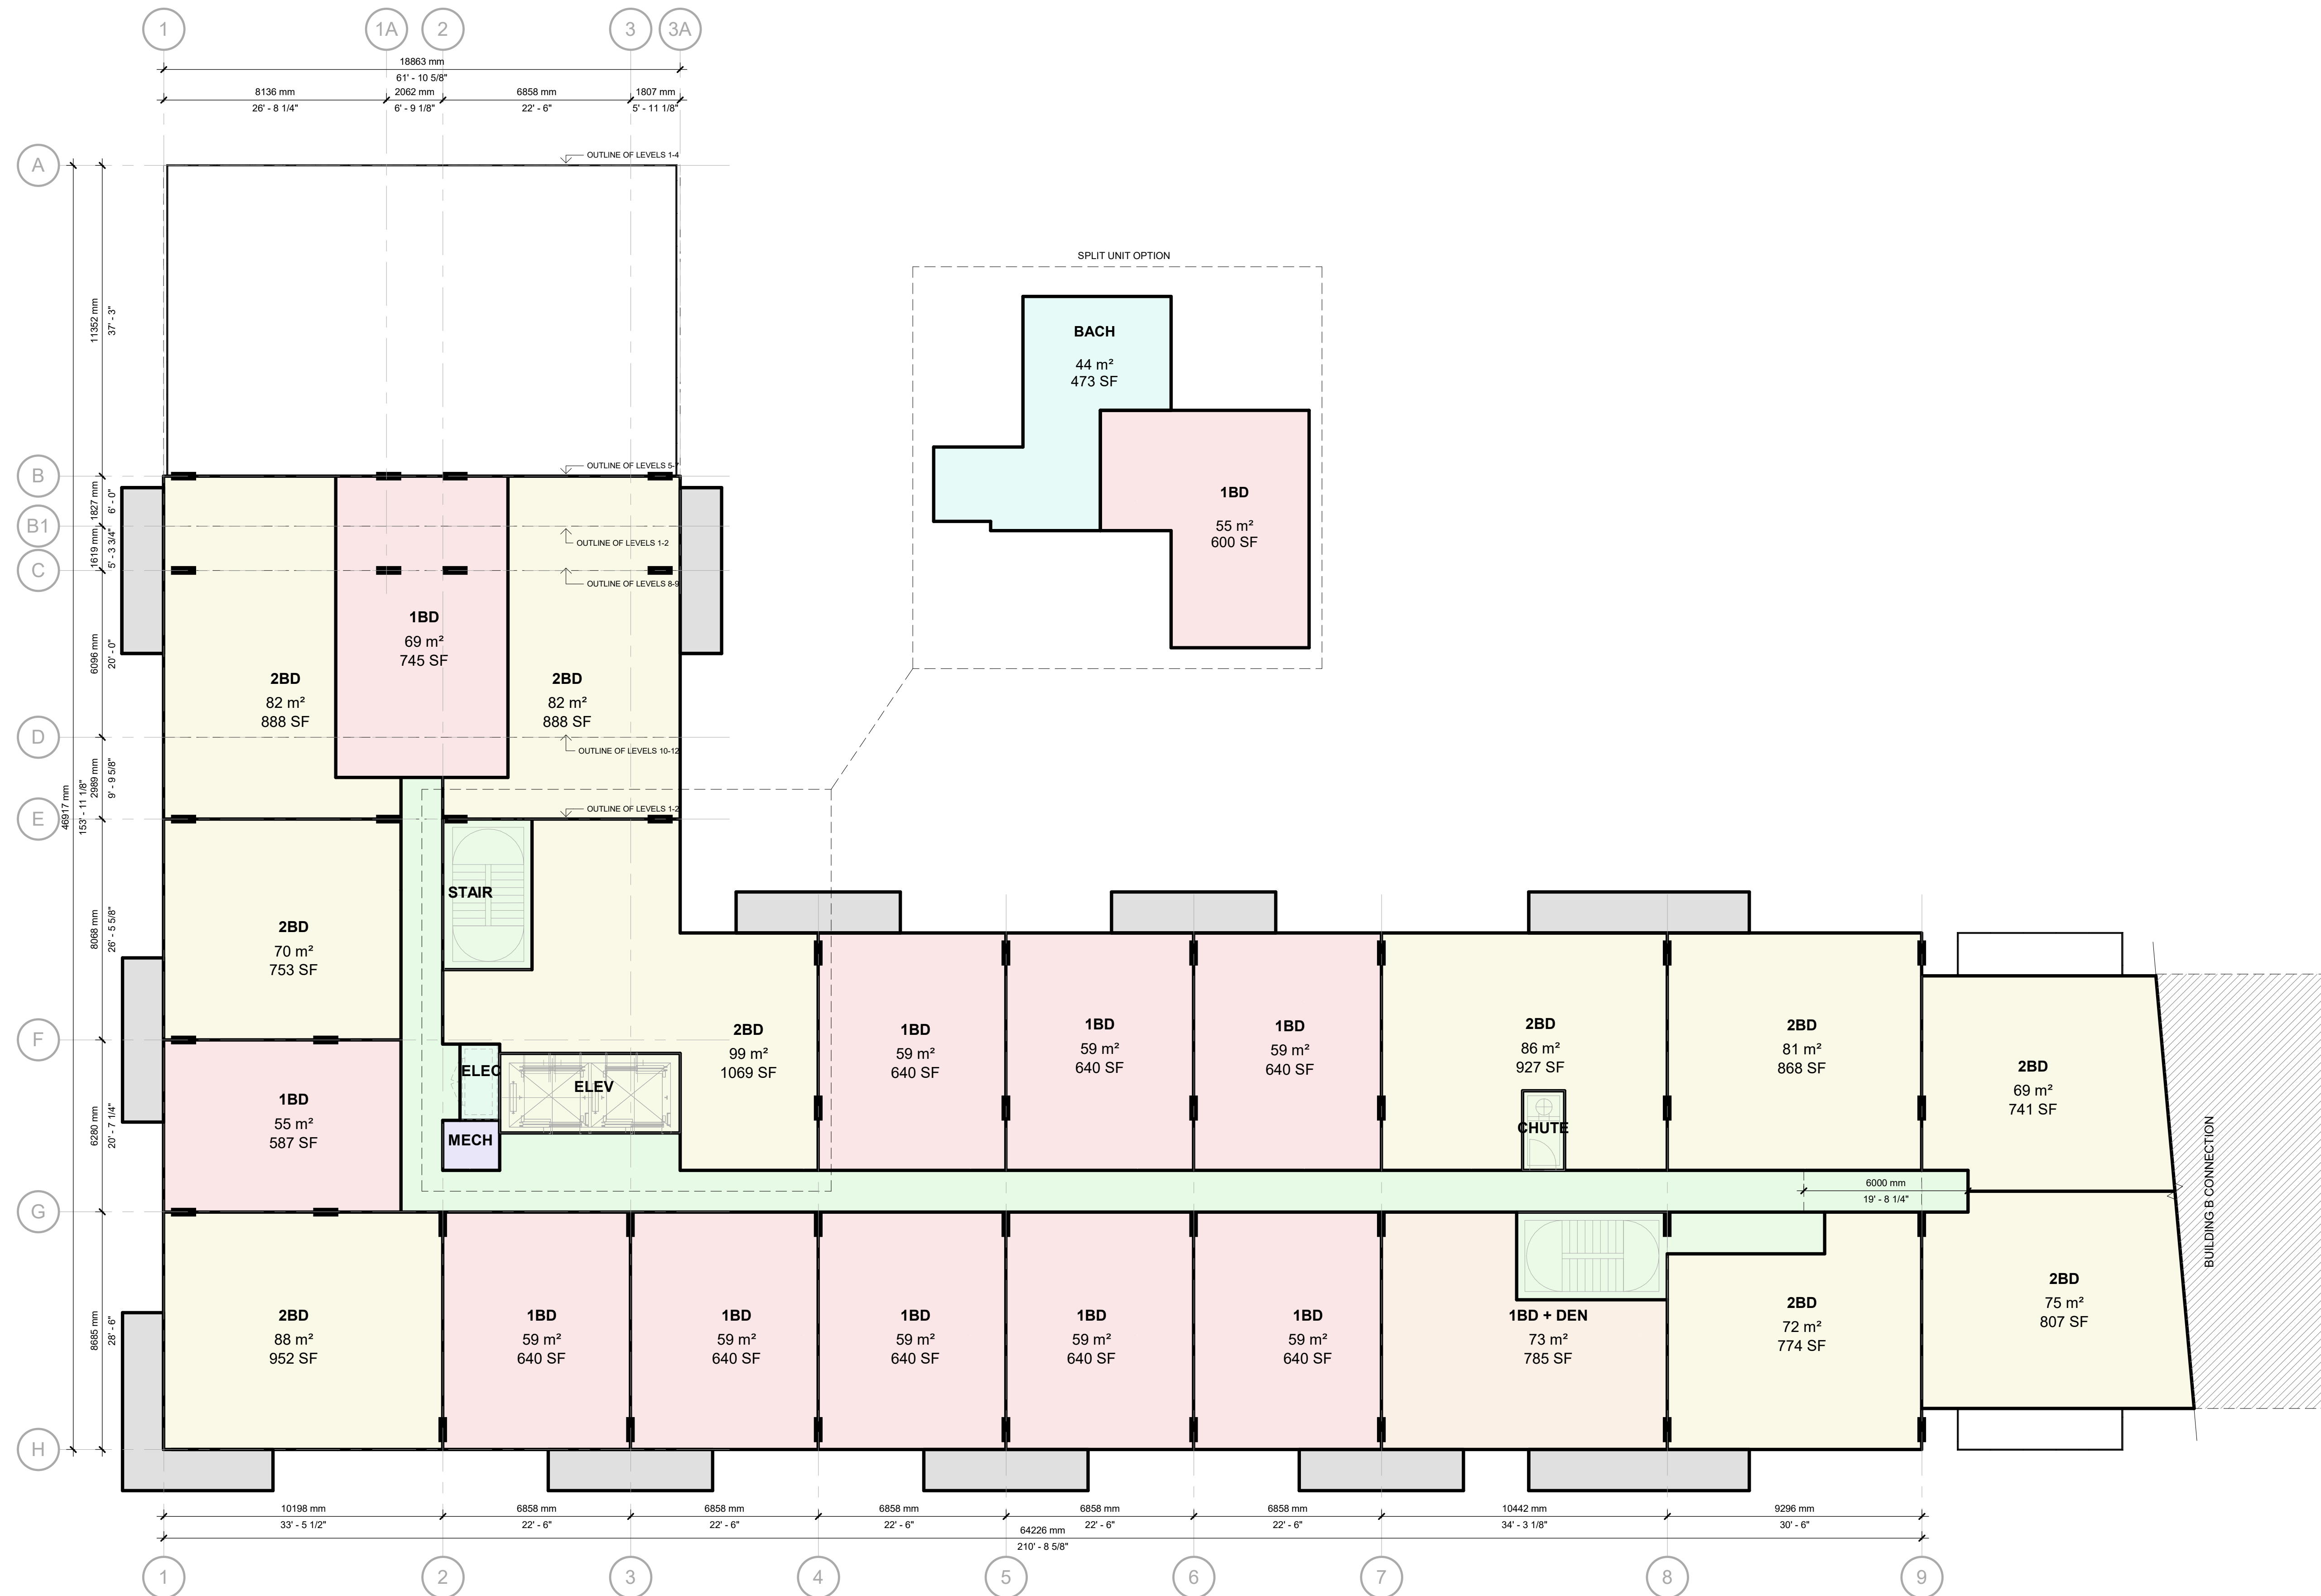 1
1A
2
3
3A
18863 mm
61' - 10 5/8"
8136 mm
2062 mm
6858 mm
1807 mm
26' - 8 1/4"
6' - 9 1/8"
22' - 6"
5' - 11 1/8"
A
OUTLINE OF LEVELS 1-4
11352 mm
37' - 3"
SPLIT UNIT OPTION
BACH
44 m²
473 SF
1BD
55 m²
600 SF
B
OUTLINE OF LEVELS 5-
1827 mm
6' - 0"
B1
OUTLINE OF LEVELS 1-2
1619 mm
5' - 3 3/4"
C
OUTLINE OF LEVELS 8-9
1BD
69 m²
745 SF
6096 mm
20' - 0"
2BD
82 m²
888 SF
2BD
82 m²
888 SF
D
OUTLINE OF LEVELS 10-12
2989 mm
9' - 9 5/8"
46917 mm
153' - 11 1/8"
E
OUTLINE OF LEVELS 1-2
STAIR
2BD
70 m²
753 SF
8068 mm
26' - 5 5/8"
F
ELEC
ELEV
MECH
2BD
99 m²
1069 SF
1BD
59 m²
640 SF
1BD
59 m²
640 SF
1BD
59 m²
640 SF
2BD
86 m²
927 SF
CHUTE
2BD
81 m²
868 SF
2BD
69 m²
741 SF
1BD
55 m²
587 SF
6280 mm
20' - 7 1/4"
BUILDING B CONNECTION
6000 mm
19' - 8 1/4"
G
8685 mm
28' - 6"
2BD
88 m²
952 SF
1BD
59 m²
640 SF
1BD
59 m²
640 SF
1BD
59 m²
640 SF
1BD
59 m²
640 SF
1BD
59 m²
640 SF
1BD + DEN
73 m²
785 SF
2BD
72 m²
774 SF
2BD
75 m²
807 SF
H
10198 mm
6858 mm
6858 mm
6858 mm
6858 mm
6858 mm
10442 mm
9296 mm
33' - 5 1/2"
22' - 6"
22' - 6"
22' - 6"
22' - 6"
22' - 6"
34' - 3 1/8"
30' - 6"
64226 mm
210' - 8 5/8"
1
2
3
4
5
6
7
8
9